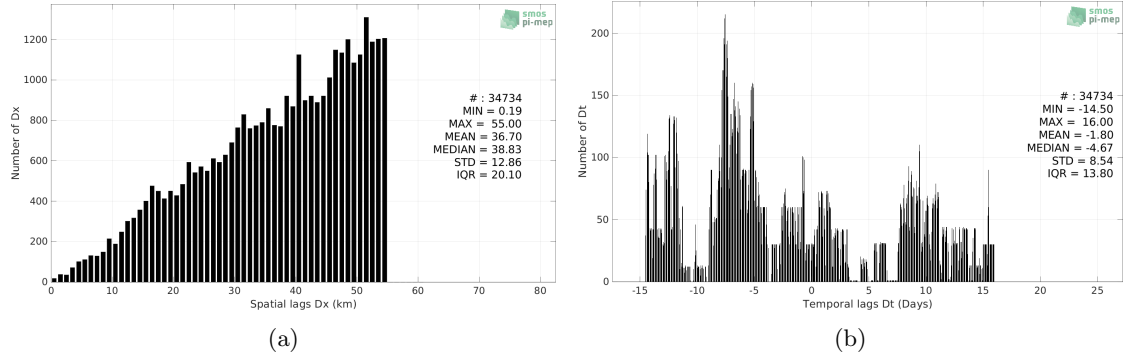 smos
pi-mep
1200
1000
800
600
400
200
0
Number of Dx
# : 34734
MIN = 0.19
MAX = 55.00
MEAN = 36.70
MEDIAN = 38.83
STD = 12.86
IQR = 20.10
0 10 20 30 40 50 60 70 80
Spatial lags Dx (km)
(a)
smos
pi-mep
200
150
100
50
0
Number of Dt
# : 34734
MIN = -14.50
MAX = 16.00
MEAN = -1.80
MEDIAN = -4.67
STD = 8.54
IQR = 13.80
-15 -10 -5 0 5 10 15 20 25
Temporal lags Dt (Days)
(b)